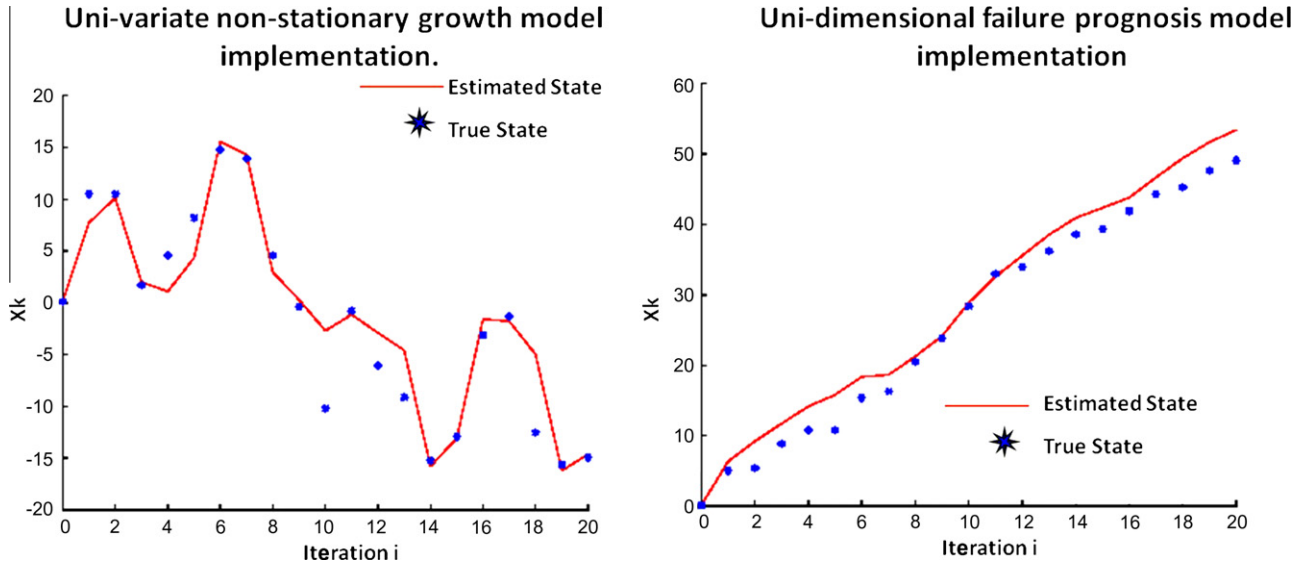 Uni-variate non-stationary growth model
implementation.
Estimated State
True State
20
15
10
5
0
-5
-10
-15
-20
Xk
0 2 4 6 8 10 12 14 16 18 20
Iteration i
Uni-dimensional failure prognosis model
implementation
60
50
40
30
20
10
0
Xk
Estimated State
True State
0 2 4 6 8 10 12 14 16 18 20
Iteration i